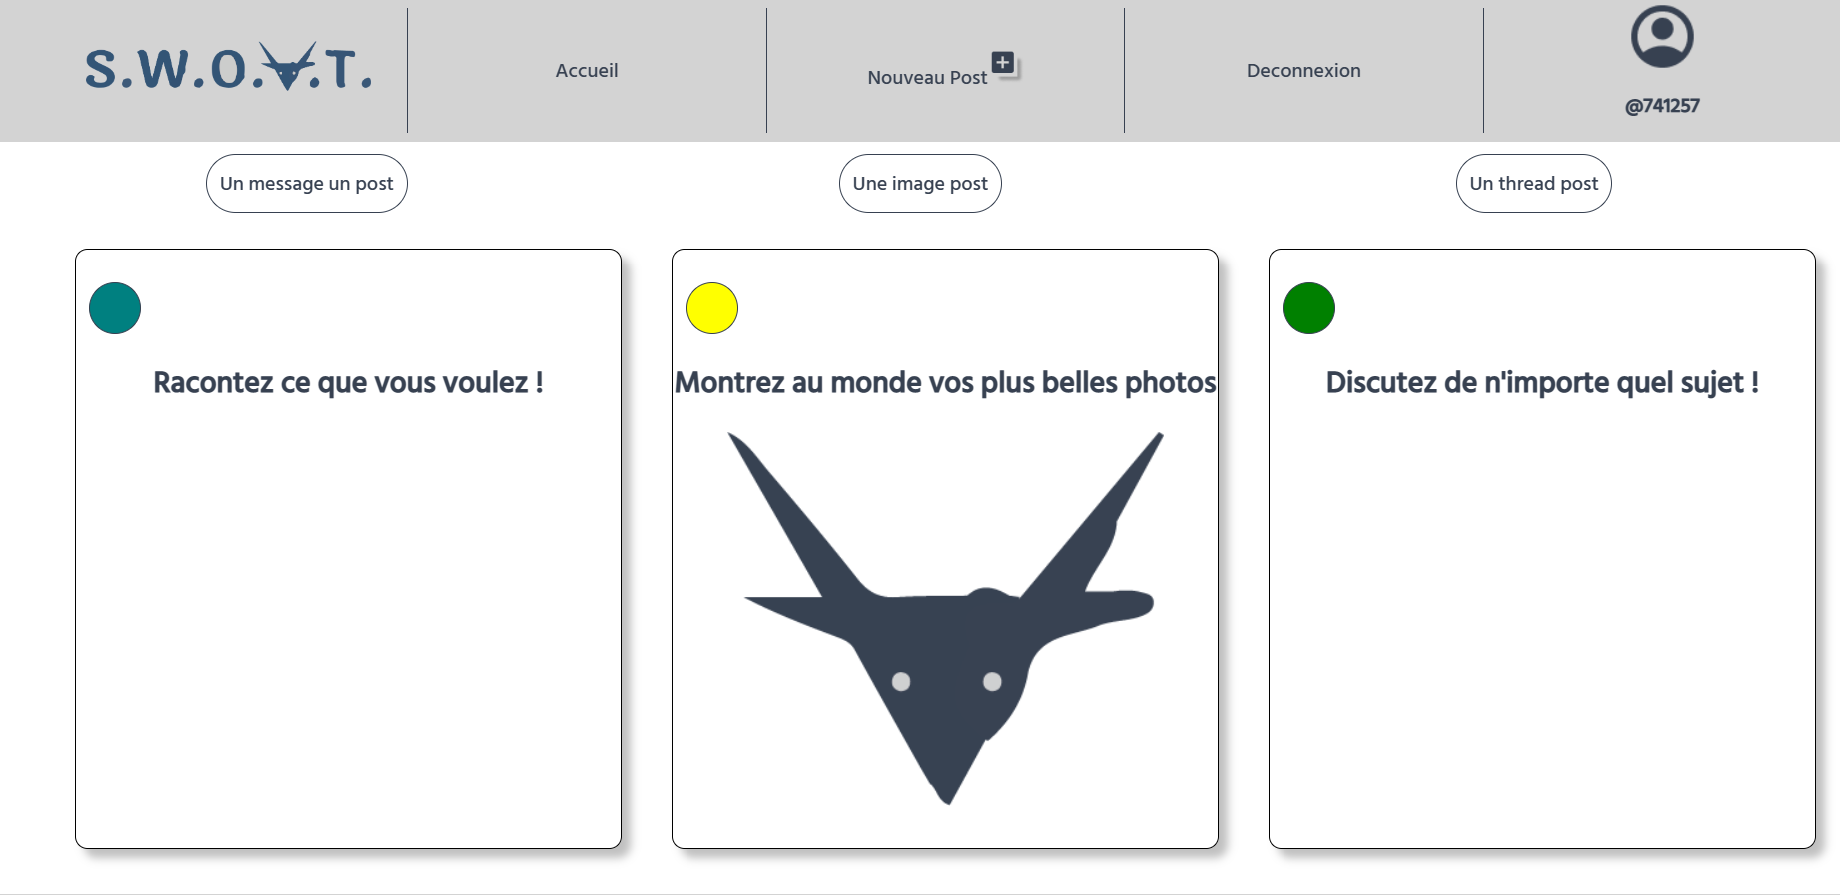 S.W.O. .T.
Accueil
Nouveau Post
Deconnexion
@741257
Un message un post
Une image post
Un thread post
Racontez ce que vous voulez !
Montrez au monde vos plus belles photos
Discutez de n'importe quel sujet !